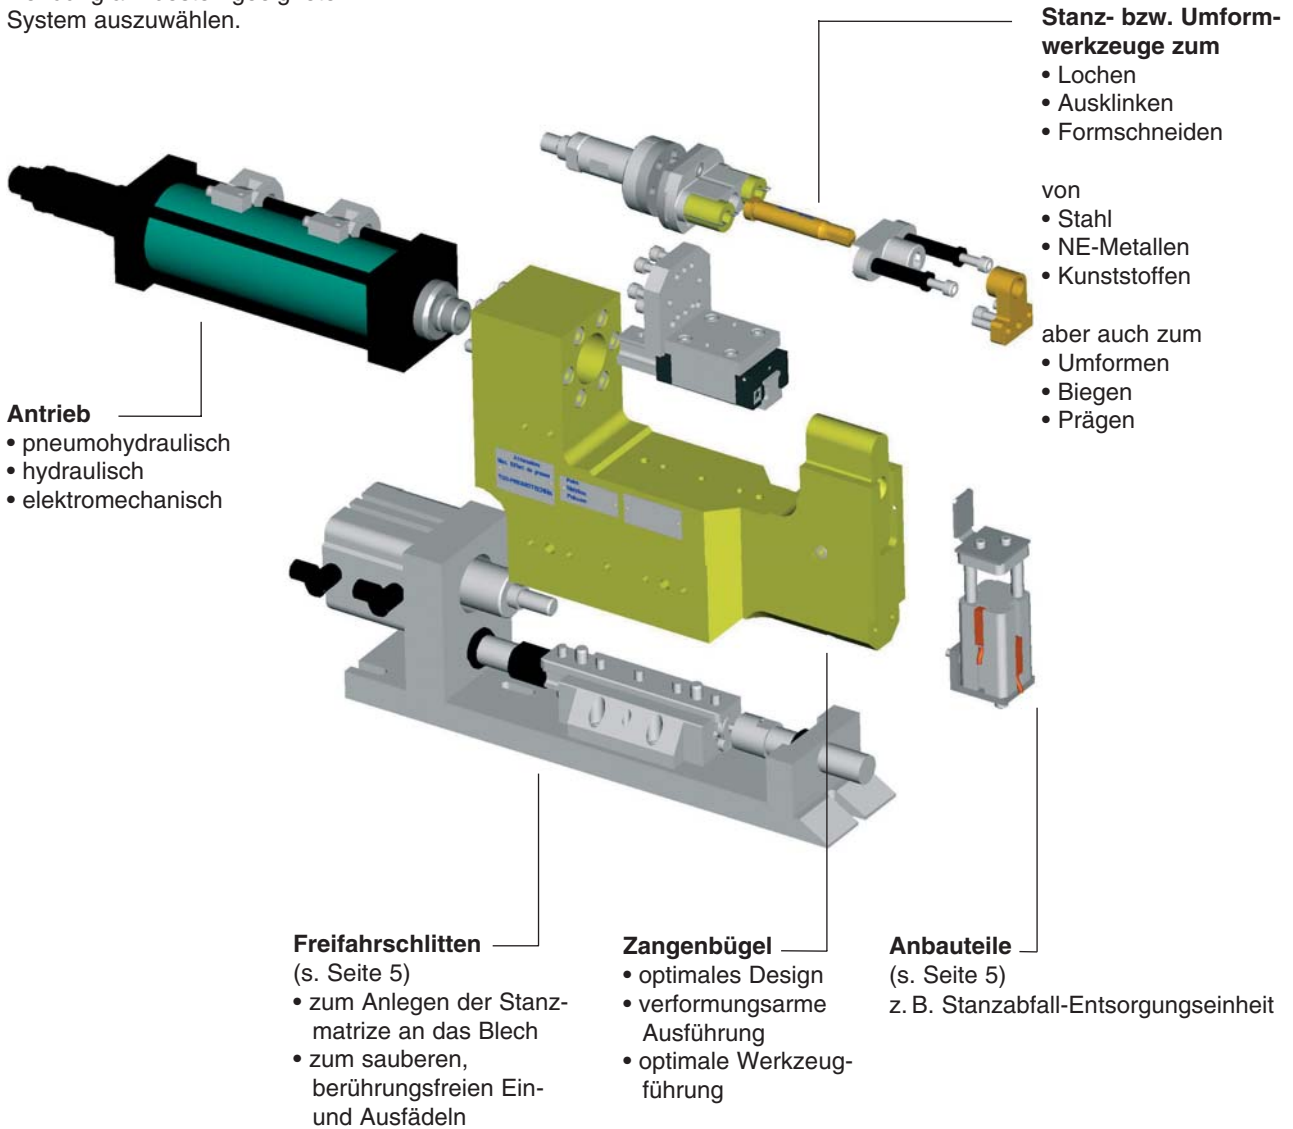 System auszuwählen.
Stanz- bzw. Umform-
werkzeuge zum
• Lochen
• Ausklinken
• Formschneiden
von
• Stahl
• NE-Metallen
• Kunststoffen
aber auch zum
• Umformen
• Biegen
• Prägen
Antrieb
• pneumohydraulisch
• hydraulisch
• elektromechanisch
Freifahrschlitten
(s. Seite 5)
• zum Anlegen der Stanz-
matrize an das Blech
• zum sauberen,
berührungsfreien Ein-
und Ausfädeln
Zangenbügel
• optimales Design
• verformungsarme
Ausführung
• optimale Werkzeug-
führung
Anbauteile
(s. Seite 5)
z. B. Stanzabfall-Entsorgungseinheit